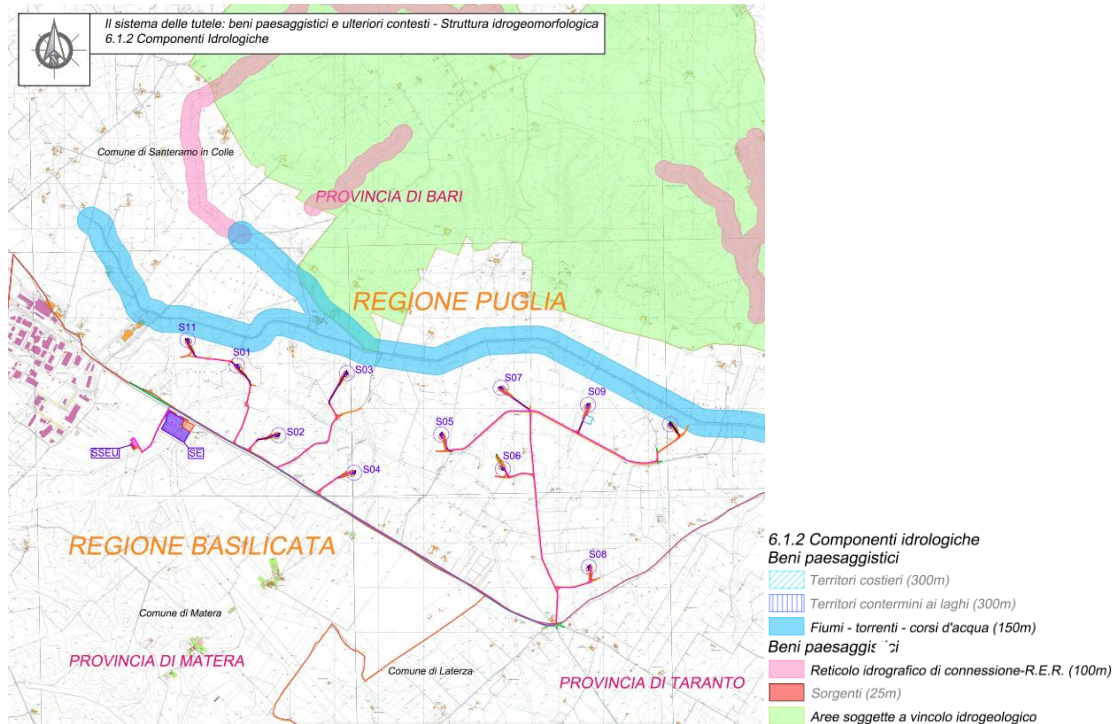 Il sistema delle tutele: beni paesaggistici e ulteriori contesti - Struttura idrogeomorfologica
6.1.2 Componenti Idrologiche
Comune di Santeramo in Colle
PROVINCIA DI BARI
REGIONE PUGLIA
S11
S01
S03
S07
S09
S02
S05
SSEU
SE
S06
S04
REGIONE BASILICATA
S08
Comune di Matera
PROVINCIA DI MATERA
Comune di Laterza
PROVINCIA DI TARANTO
6.1.2 Componenti idrologiche
Beni paesaggistici
Territori costieri (300m)
Territori contermini ai laghi (300m)
Fiumi - torrenti - corsi d'acqua (150m)
Beni paesaggis
Reticolo idrografico di connessione-R.E.R. (100m)
Sorgenti (25m)
Aree soggette a vincolo idrogeologico